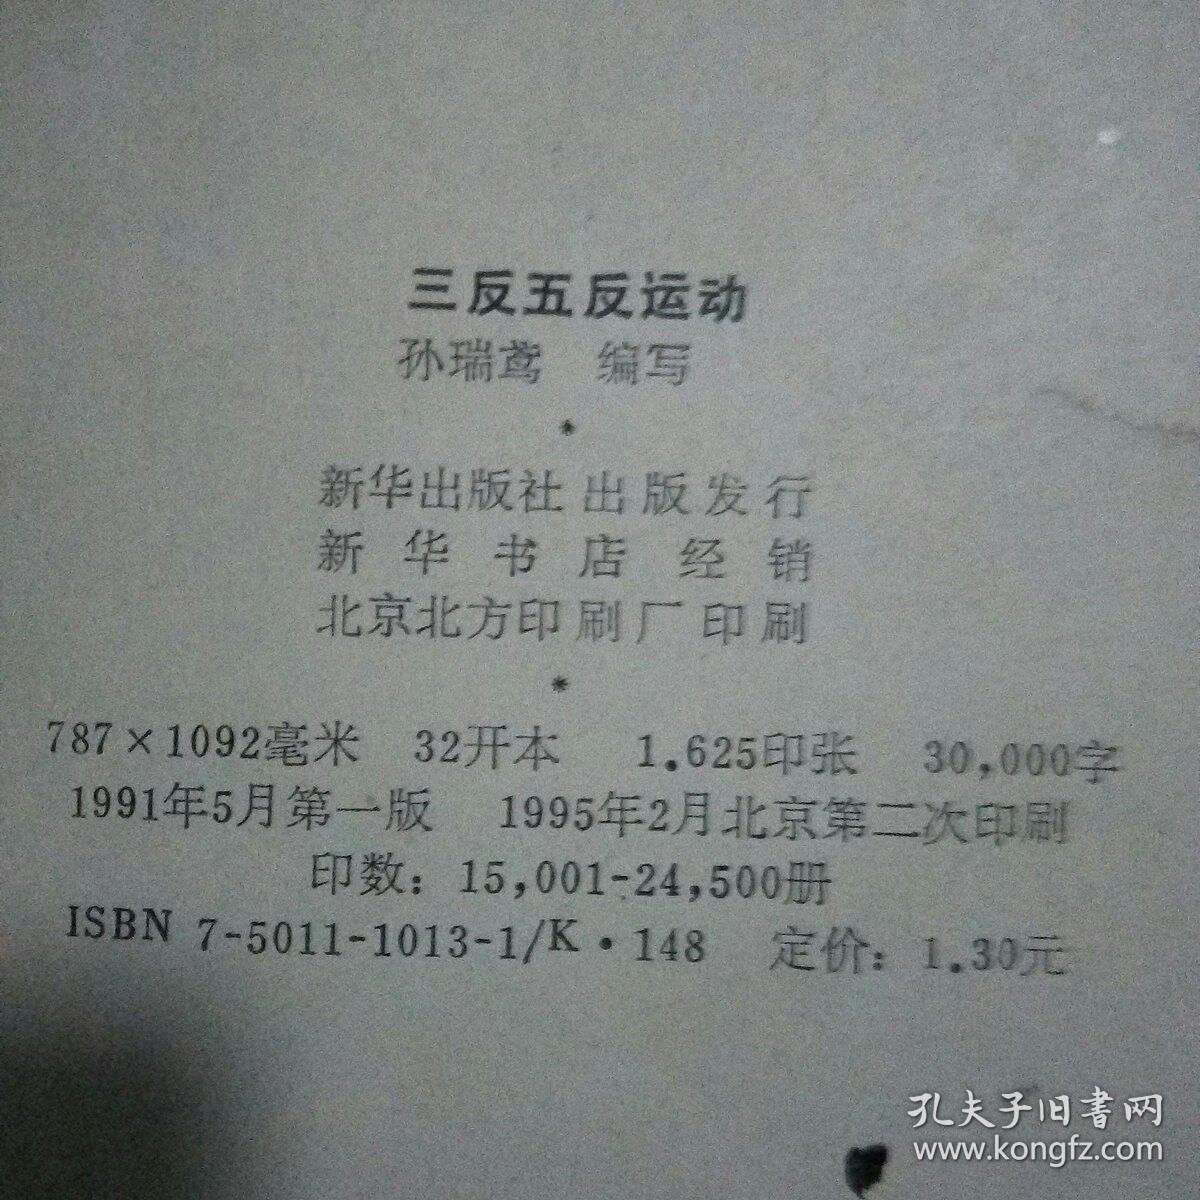 三反五反运动
孙瑞鸢 编写
*
新华出版社出版发行
新华书店经销
北京北方印刷厂印刷
*
787×1092毫米 32开本 1.625印张 30,000字
1991年5月第一版 1995年2月北京第二次印刷
印数：15,001-24,500册
ISBN 7-5011-1013-1/K·148 定价：1.30元
孔夫子旧書网
www.kongfz.com